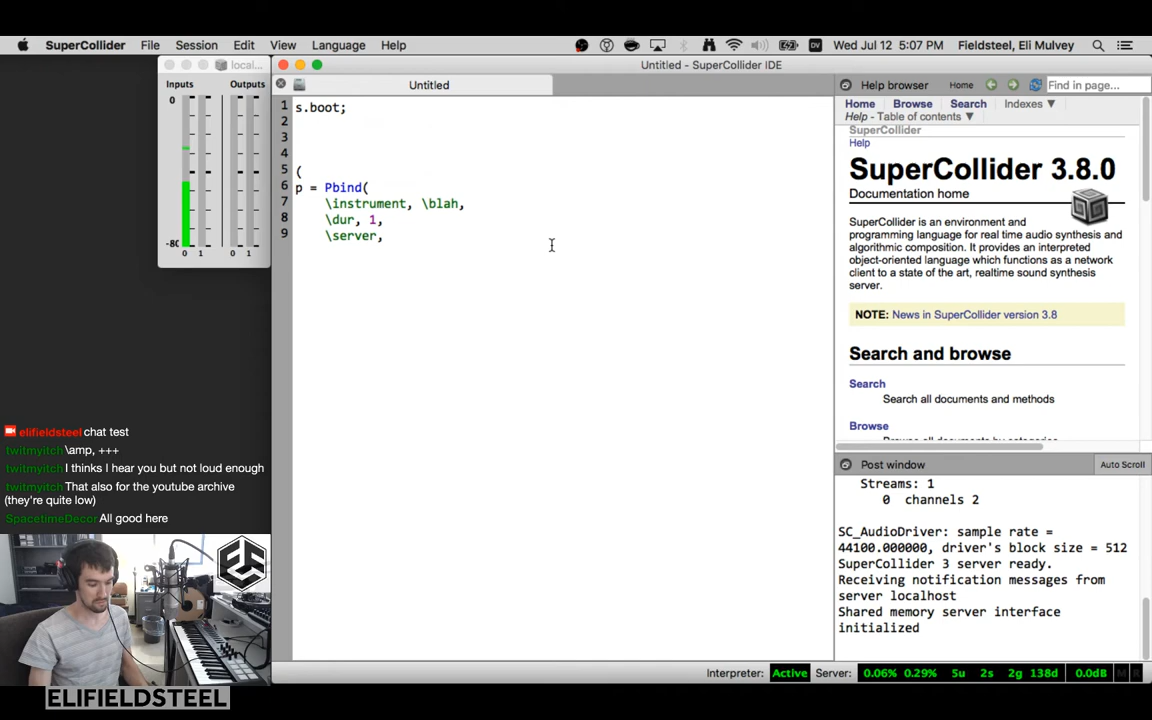 SuperCollider File Session Edit View Language Help
DV Wed Jul 12 5:07 PM Fieldsteel, Eli Mulvey
local...
Untitled - SuperCollider IDE
Inputs Outputs
0
-80
0 1 0 1
Untitled
1 s.boot;
2
3
4
5 (
6 p = Pbind(
7 \instrument, \blah,
8 \dur, 1,
9 \server,
Help browser Home Find in page...
Home Browse Search Indexes ▼
Help - Table of contents ▼
SuperCollider
Help
SuperCollider 3.8.0
Documentation home
SuperCollider is an environment and
programming language for real time audio synthesis and
algorithmic composition. It provides an interpreted
object-oriented language which functions as a network
client to a state of the art, realtime sound synthesis
server.
NOTE: News in SuperCollider version 3.8
Search and browse
Search
Search all documents and methods
Browse
Post window Auto Scroll
Streams: 1
0 channels 2
SC_AudioDriver: sample rate =
44100.000000, driver's block size = 512
SuperCollider 3 server ready.
Receiving notification messages from
server localhost
Shared memory server interface
initialized
elifieldsteel chat test
twitmyitch \amp, +++
twitmyitch I thinks I hear you but not loud enough
twitmyitch That also for the youtube archive
(they're quite low)
SpacetimeDecor All good here
ELIFIELDSTEEL
Interpreter: Active Server: 0.06% 0.29% 5u 2s 2g 138d 0.0dB M R